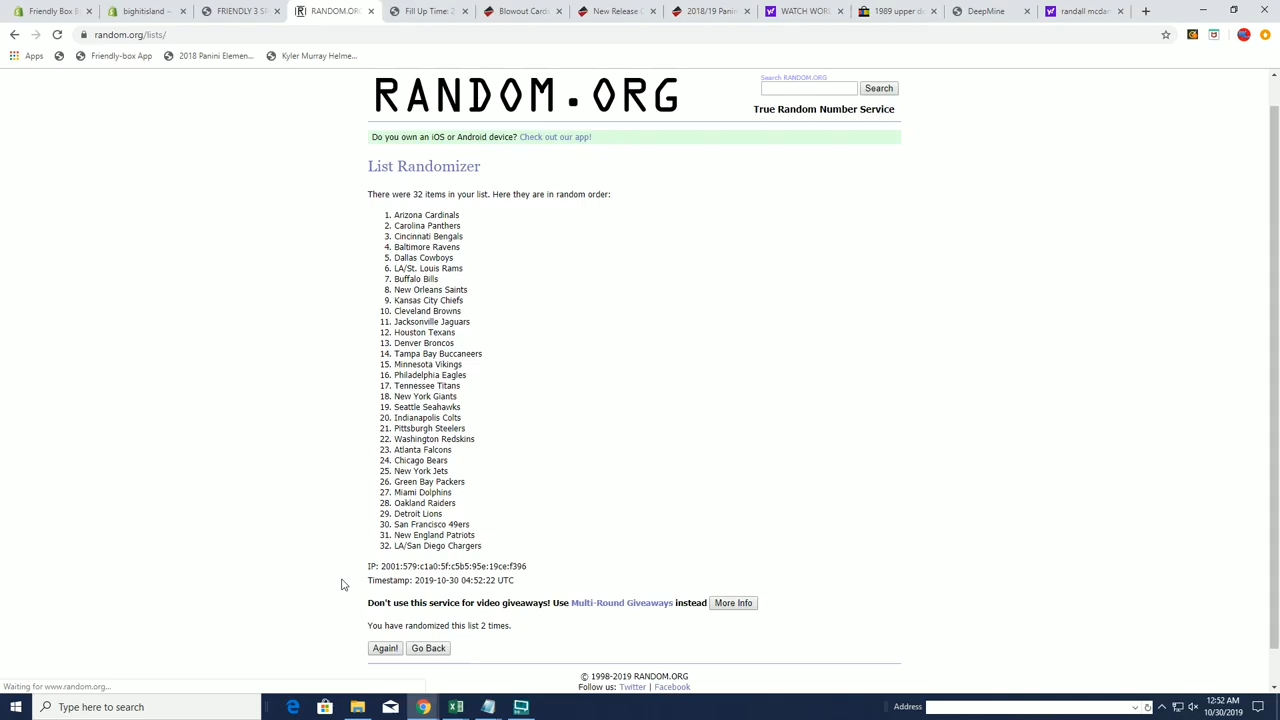 Friendly Box B
bighitisland –
FRIENDLY 3 SP
RANDOM.ORG
Fill Up Time: 2
Blowout Card
New Release C
2018/19 Panini
WATCH WORL
1989 upper da
DeepMine
randall mcdan
random.org/lists/
Apps Friendly-box App 2018 Panini Elemen... Kyler Murray Helme...
RANDOM.ORG
Search RANDOM.ORG
Search
True Random Number Service
Do you own an iOS or Android device? Check out our app!
List Randomizer
There were 32 items in your list. Here they are in random order:
1. Arizona Cardinals
2. Carolina Panthers
3. Cincinnati Bengals
4. Baltimore Ravens
5. Dallas Cowboys
6. LA/St. Louis Rams
7. Buffalo Bills
8. New Orleans Saints
9. Kansas City Chiefs
10. Cleveland Browns
11. Jacksonville Jaguars
12. Houston Texans
13. Denver Broncos
14. Tampa Bay Buccaneers
15. Minnesota Vikings
16. Philadelphia Eagles
17. Tennessee Titans
18. New York Giants
19. Seattle Seahawks
20. Indianapolis Colts
21. Pittsburgh Steelers
22. Washington Redskins
23. Atlanta Falcons
24. Chicago Bears
25. New York Jets
26. Green Bay Packers
27. Miami Dolphins
28. Oakland Raiders
29. Detroit Lions
30. San Francisco 49ers
31. New England Patriots
32. LA/San Diego Chargers
IP: 2001:579:c1a0:5f:c5b5:95e:19ce:f396
Timestamp: 2019-10-30 04:52:22 UTC
Don't use this service for video giveaways! Use Multi-Round Giveaways instead More Info
You have randomized this list 2 times.
Again! Go Back
© 1998-2019 RANDOM.ORG
Follow us: Twitter | Facebook
Waiting for www.random.org...
Type here to search
Address
12:52 AM
10/30/2019